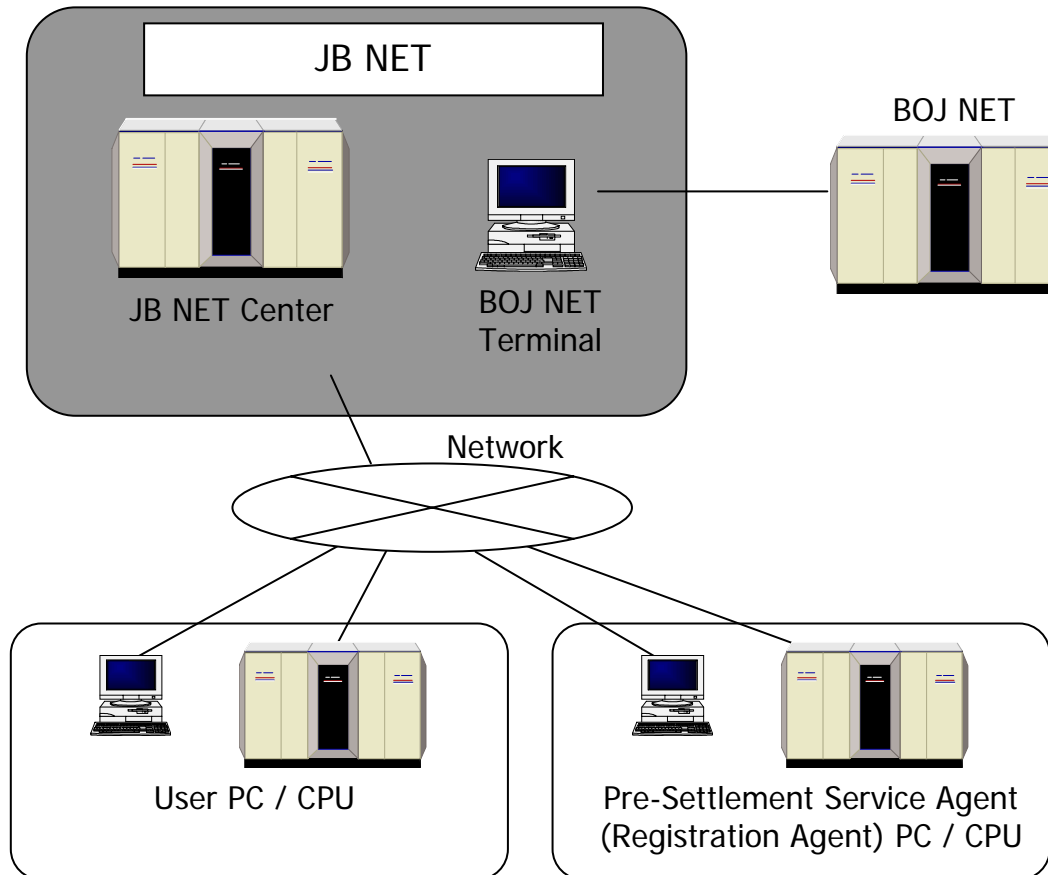 JB NET
BOJ NET
JB NET Center
BOJ NET
Terminal
Network
User PC / CPU
Pre-Settlement Service Agent
(Registration Agent) PC / CPU